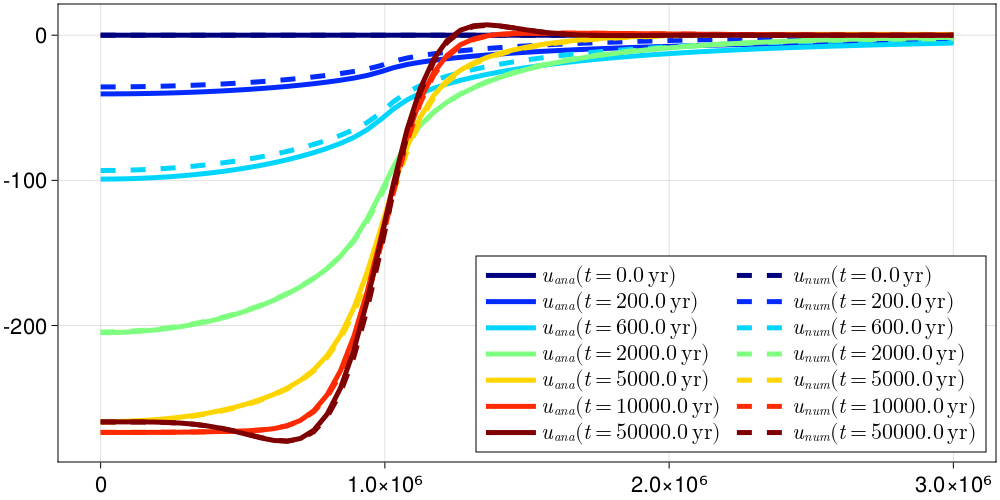 0
-100
-200
0
1.0×10⁶
2.0×10⁶
3.0×10⁶
u_ana(t = 0.0 yr) u_num(t = 0.0 yr)
u_ana(t = 200.0 yr) u_num(t = 200.0 yr)
u_ana(t = 600.0 yr) u_num(t = 600.0 yr)
u_ana(t = 2000.0 yr) u_num(t = 2000.0 yr)
u_ana(t = 5000.0 yr) u_num(t = 5000.0 yr)
u_ana(t = 10000.0 yr) u_num(t = 10000.0 yr)
u_ana(t = 50000.0 yr) u_num(t = 50000.0 yr)